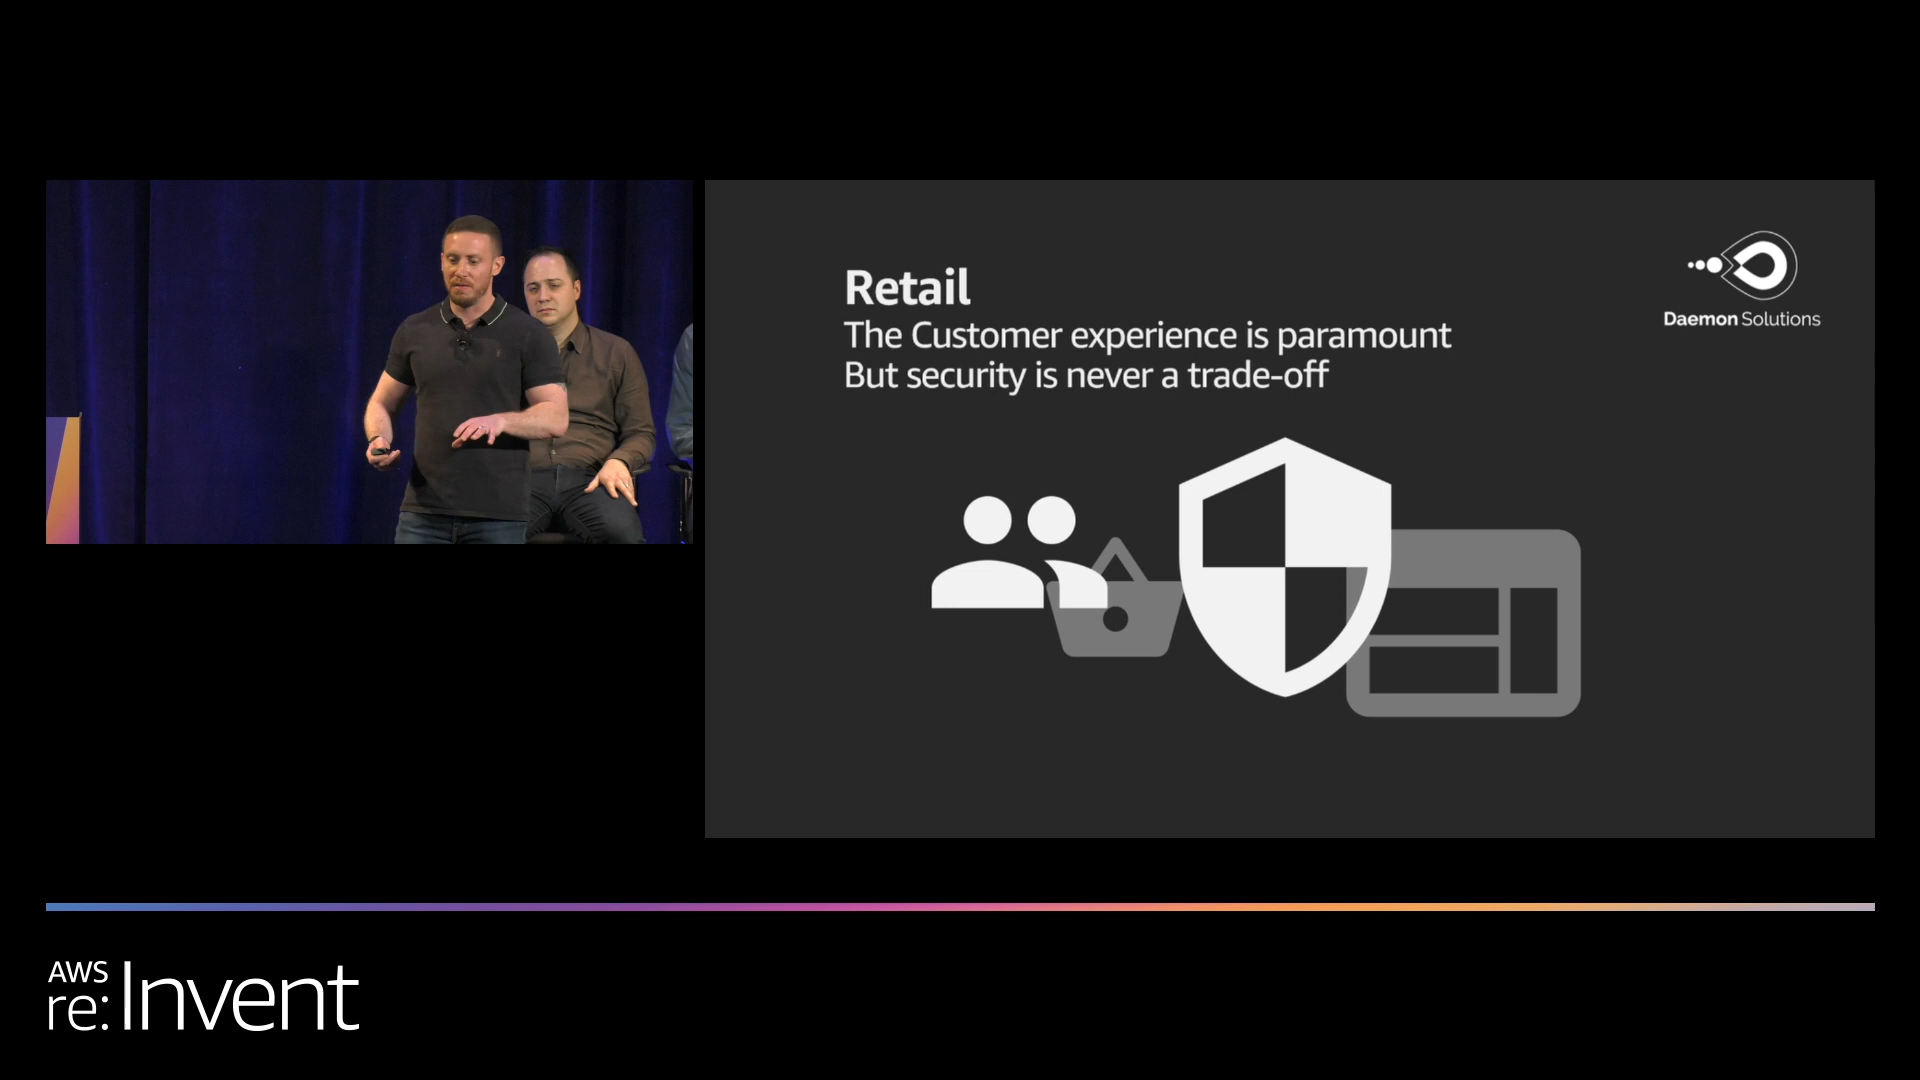 Retail
The Customer experience is paramount
But security is never a trade-off
Daemon Solutions
AWS
re:Invent